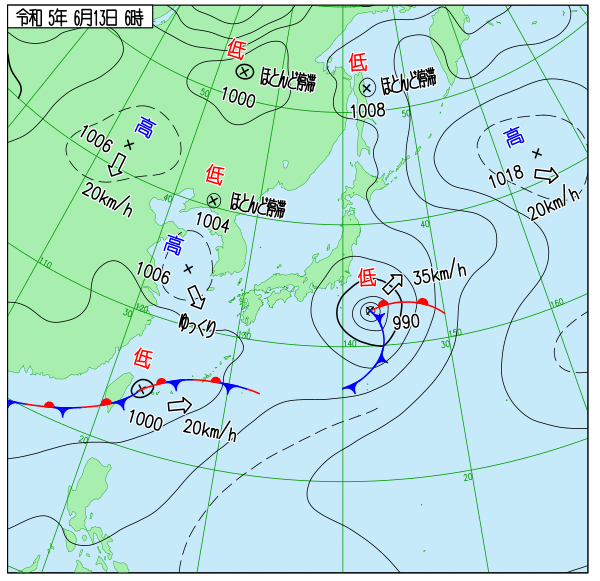 令和 5年 6月13日 6時
低
ほとんど停滞
1000
50
低
ほとんど停滞
1008
50
高
1006
20km/h
高
1018
20km/h
40
低
ほとんど停滞
1004
40
高
1006
ゆっくり
110
120
30
130
低
35km/h
990
140
150
30
160
低
1000
20km/h
20
20